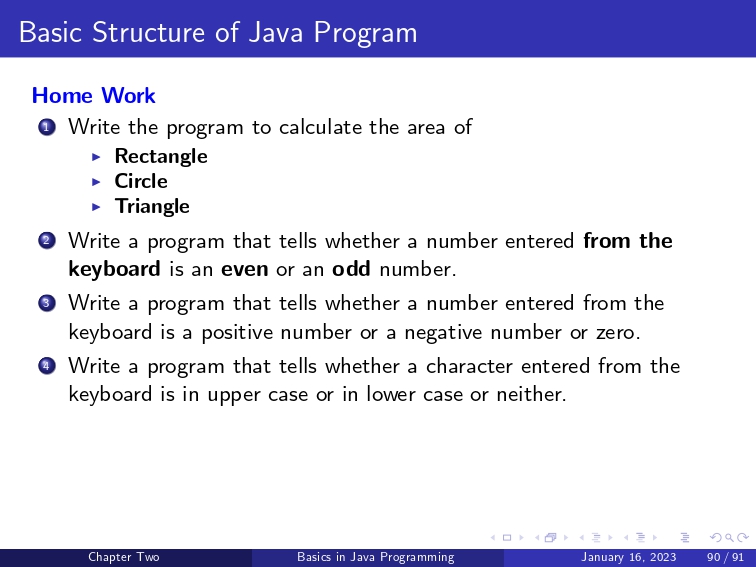 Basic Structure of Java Program
Home Work
1 Write the program to calculate the area of
Rectangle
Circle
Triangle
2 Write a program that tells whether a number entered from the
keyboard is an even or an odd number.
3 Write a program that tells whether a number entered from the
keyboard is a positive number or a negative number or zero.
4 Write a program that tells whether a character entered from the
keyboard is in upper case or in lower case or neither.
Chapter Two Basics in Java Programming January 16, 2023 90 / 91